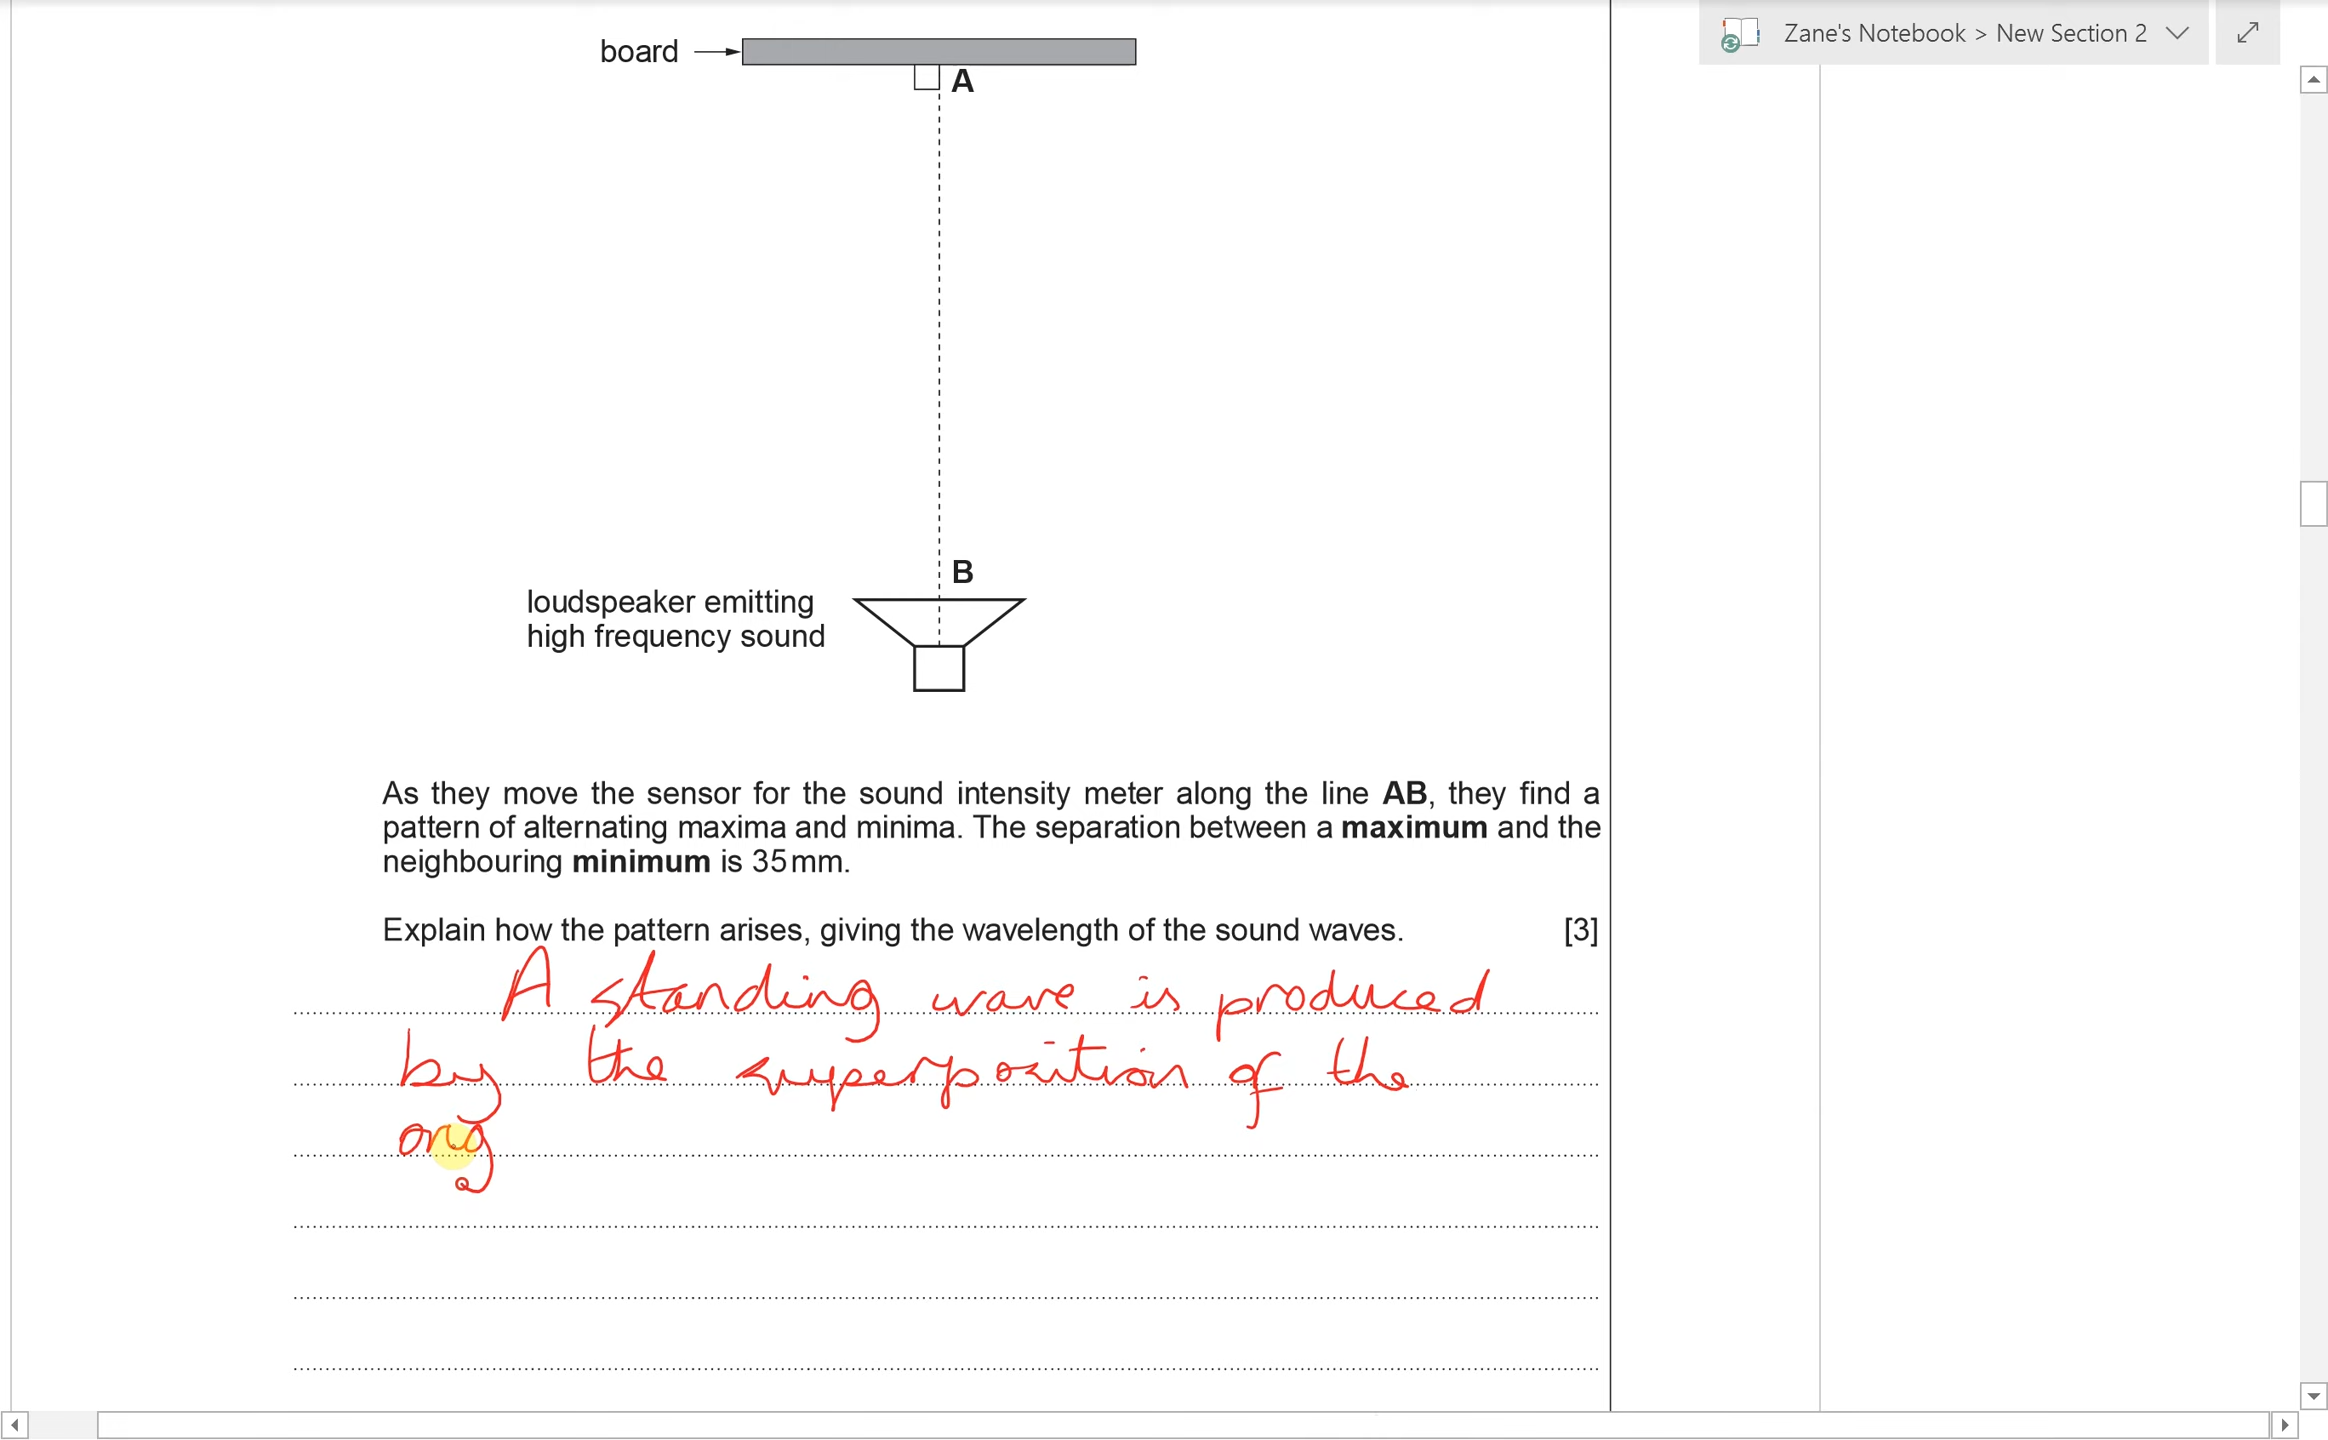 board
A
Zane's Notebook > New Section 2
B
loudspeaker emitting
high frequency sound
As they move the sensor for the sound intensity meter along the line AB, they find a
pattern of alternating maxima and minima. The separation between a maximum and the
neighbouring minimum is 35 mm.
Explain how the pattern arises, giving the wavelength of the sound waves. [3]
A standing wave is produced
by the superposition of the
orig